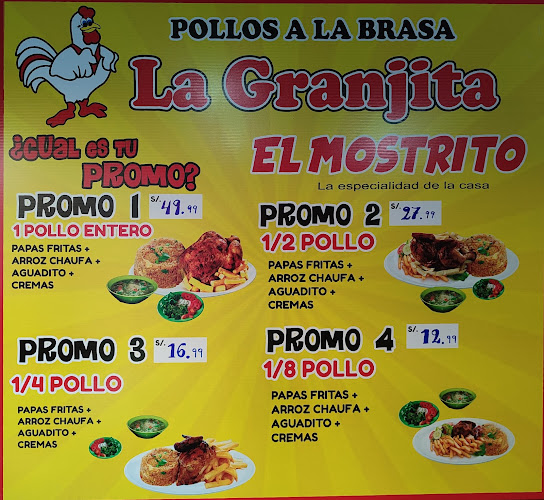 POLLOS A LA BRASA
La Granjita
¿CUAL ES TU
PROMO?
EL MOSTRITO
La especialidad de la casa
PROMO 1 S/. 49.99
1 POLLO ENTERO
PAPAS FRITAS +
ARROZ CHAUFA +
AGUADITO +
CREMAS
PROMO 2 S/. 27.99
1/2 POLLO
PAPAS FRITAS +
ARROZ CHAUFA +
AGUADITO +
CREMAS
PROMO 3 S/. 16.99
1/4 POLLO
PAPAS FRITAS +
ARROZ CHAUFA +
AGUADITO +
CREMAS
PROMO 4 S/. 12.99
1/8 POLLO
PAPAS FRITAS +
ARROZ CHAUFA +
AGUADITO +
CREMAS